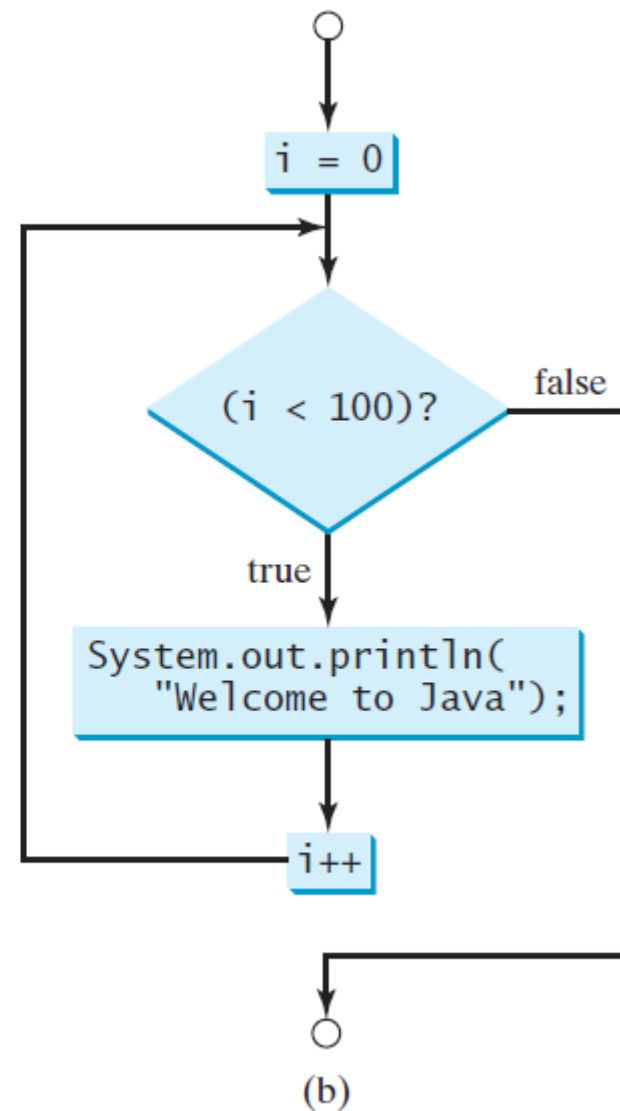 i = 0
(i < 100)?
false
true
System.out.println(
"Welcome to Java");
i++
(b)